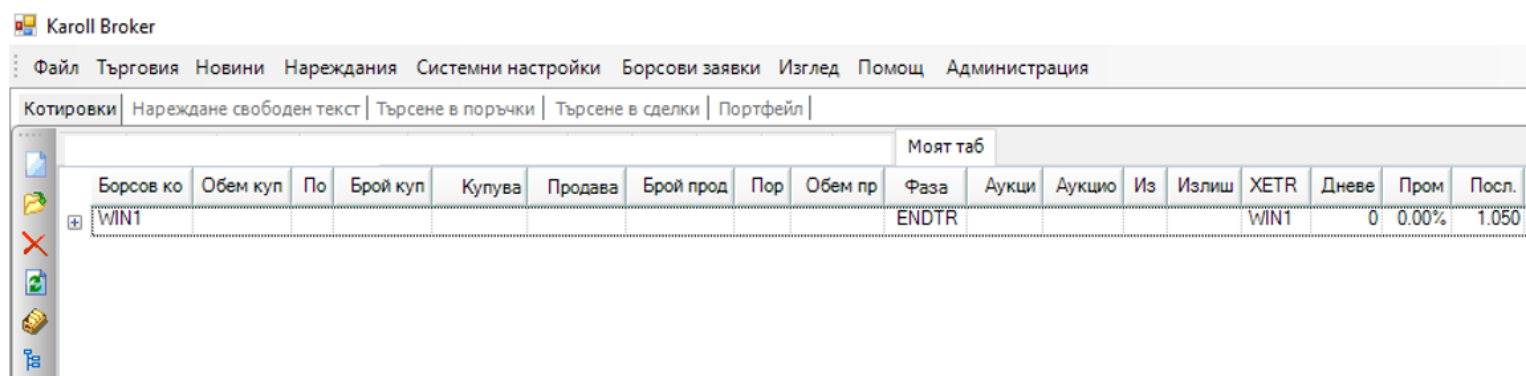 Karoll Broker
Файл Търговия Новини Нареждания Системни настройки Борсови заявки Изглед Помощ Администрация
Котировки Нареждане свободен текст Търсене в поръчки Търсене в сделки Портфейл
Моят таб
Борсов ко Обем куп По Брой куп Купува Продава Брой прод Пор Обем пр Фаза Аукци Аукцио Из Излиш XETR Дневе Пром Посл.
WIN1 ENDTR WIN1 0 0.00% 1.050